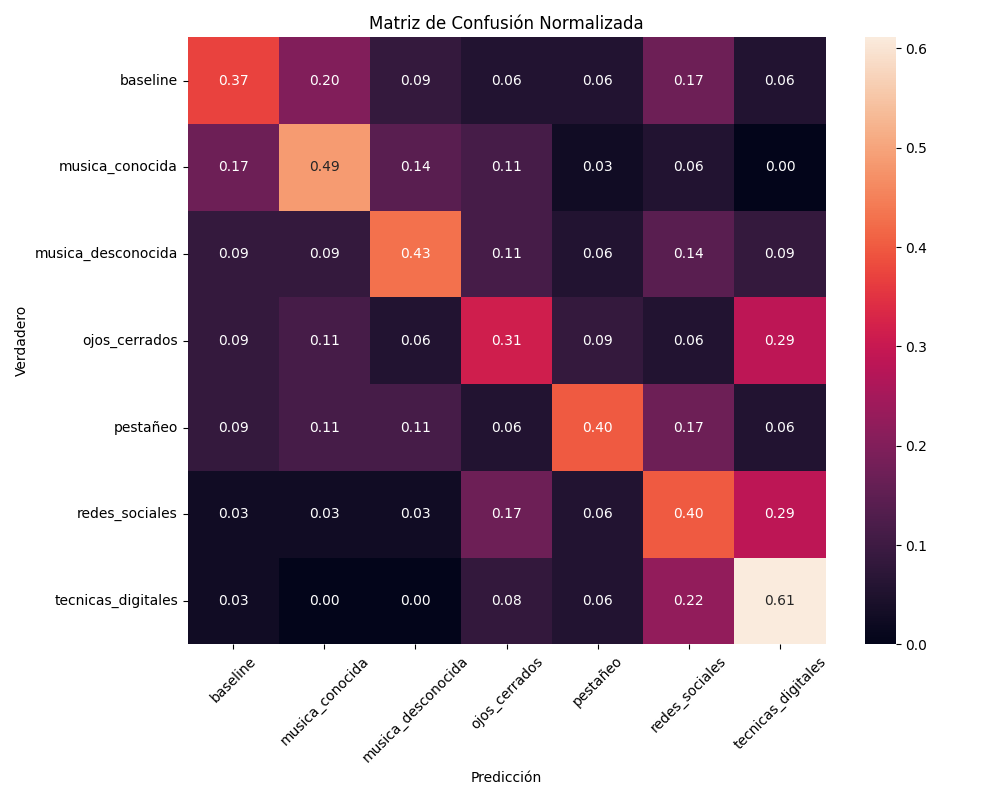 Matriz de Confusión Normalizada
Verdadero
baseline 0.37 0.20 0.09 0.06 0.06 0.17 0.06
musica_conocida 0.17 0.49 0.14 0.11 0.03 0.06 0.00
musica_desconocida 0.09 0.09 0.43 0.11 0.06 0.14 0.09
ojos_cerrados 0.09 0.11 0.06 0.31 0.09 0.06 0.29
pestañeo 0.09 0.11 0.11 0.06 0.40 0.17 0.06
redes_sociales 0.03 0.03 0.03 0.17 0.06 0.40 0.29
tecnicas_digitales 0.03 0.00 0.00 0.08 0.06 0.22 0.61
baseline musica_conocida musica_desconocida ojos_cerrados pestañeo redes_sociales tecnicas_digitales
Predicción
0.6
0.5
0.4
0.3
0.2
0.1
0.0